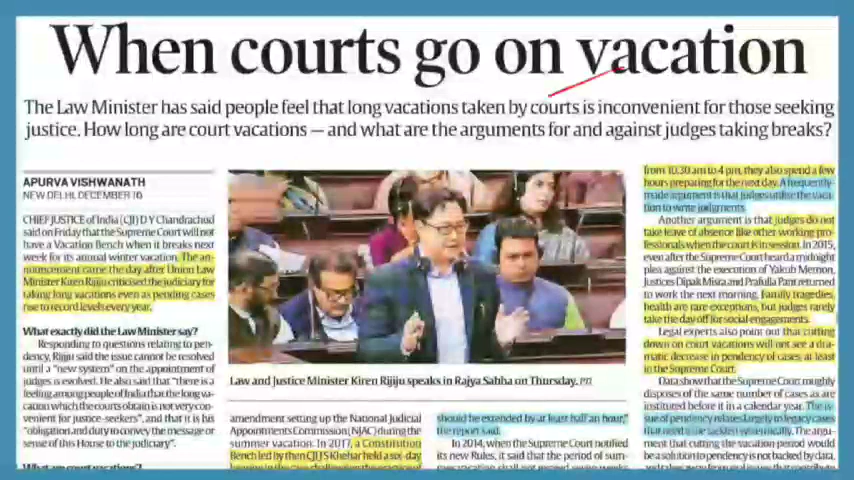 When courts go on vacation
The Law Minister has said people feel that long vacations taken by courts is inconvenient for those seeking
justice. How long are court vacations — and what are the arguments for and against judges taking breaks?
APURVA VISHWANATH
NEW DELHI, DECEMBER 16
CHIEF JUSTICE of India (CJI) D Y Chandrachud
said on Friday that the Supreme Court will not
have a Vacation Bench when it breaks next
week for its annual winter vacation. The an-
nouncement came the day after Union Law
Minister Kiren Rijiju criticised the judiciary for
taking long vacations even as pending cases
rise to record levels every year.
What exactly did the Law Minister say?
Responding to questions relating to pen-
dency, Rijiju said the issue cannot be resolved
until a "new system" on the appointment of
judges is evolved. He also said that "there is a
feeling among people of India that the long va-
cation which the courts obtain is not very con-
venient for justice-seekers", and that it is his
"obligation and duty to convey the message or
sense of this House to the judiciary".
What are court vacations?
Law and Justice Minister Kiren Rijiju speaks in Rajya Sabha on Thursday. PTI
amendment setting up the National Judicial
Appointments Commission (NJAC) during the
summer vacation. In 2017, a Constitution
Bench led by then CJI J S Khehar held a six-day
should be extended by at least half an hour,"
the report said.
In 2014, when the Supreme Court notified
its new Rules, it said that the period of sum-
from 10.30 am to 4 pm, they also spend a few
hours preparing for the next day. A frequently-
made argument is that judges utilise the vaca-
tion to write judgments.
Another argument is that judges do not
take leave of absence like other working pro-
fessionals when the court is in session. In 2015,
even after the Supreme Court heard a midnight
plea against the execution of Yakub Memon,
Justices Dipak Misra and Prafulla Pant returned
to work the next morning. Family tragedies,
health are rare exceptions, but judges rarely
take the day off for social engagements.
Legal experts also point out that cutting
down on court vacations will not see a dra-
matic decrease in pendency of cases, at least
in the Supreme Court.
Data show that the Supreme Court roughly
disposes of the same number of cases as are
instituted before it in a calendar year. The is-
sue of pendency relates largely to legacy cases
that need to be tackled systemically. The argu-
ment that cutting the vacation period would
be a solution to pendency is not backed by data,